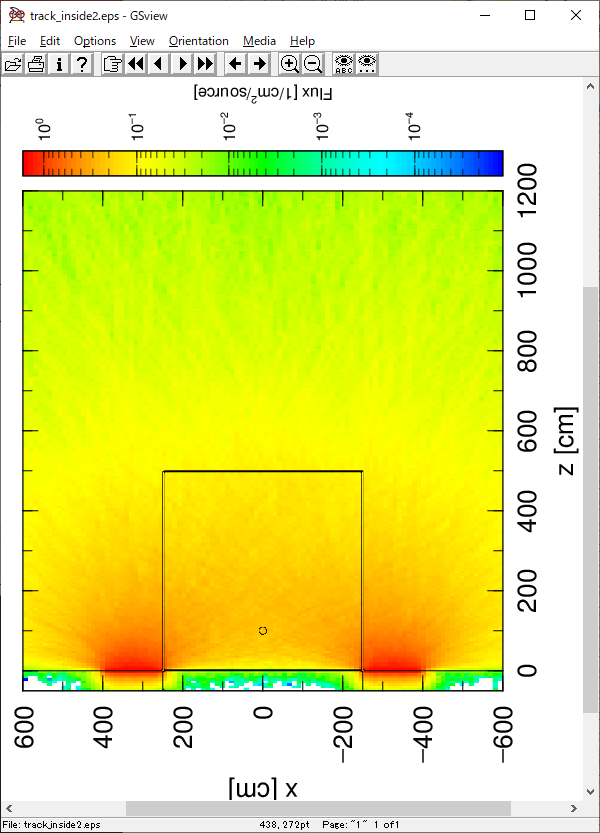 track_inside2.eps - GSview
File Edit Options View Orientation Media Help
i ? ABC
Flux [1/cm²/source]
10⁰ 10⁻¹ 10⁻² 10⁻³ 10⁻⁴
1200
1000
800
600
400
200
0
z [cm]
600 400 200 0 −200 −400 −600
x [cm]
File: track_inside2.eps 438, 272pt Page: "1" 1 of 1